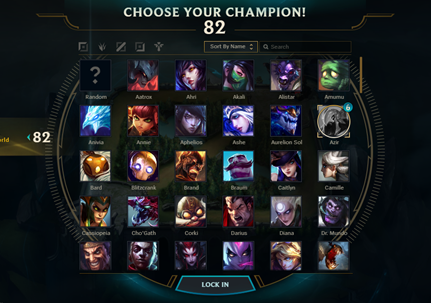 CHOOSE YOUR CHAMPION!
82
Sort By Name
Search
Random Aatrox Ahri Akali Alistar Amumu
6
orld
82
Anivia Annie Aphelios Ashe Aurelion Sol Azir
Bard Blitzcrank Brand Braum Caitlyn Camille
Cassiopeia Cho'Gath Corki Darius Diana Dr. Mundo
LOCK IN